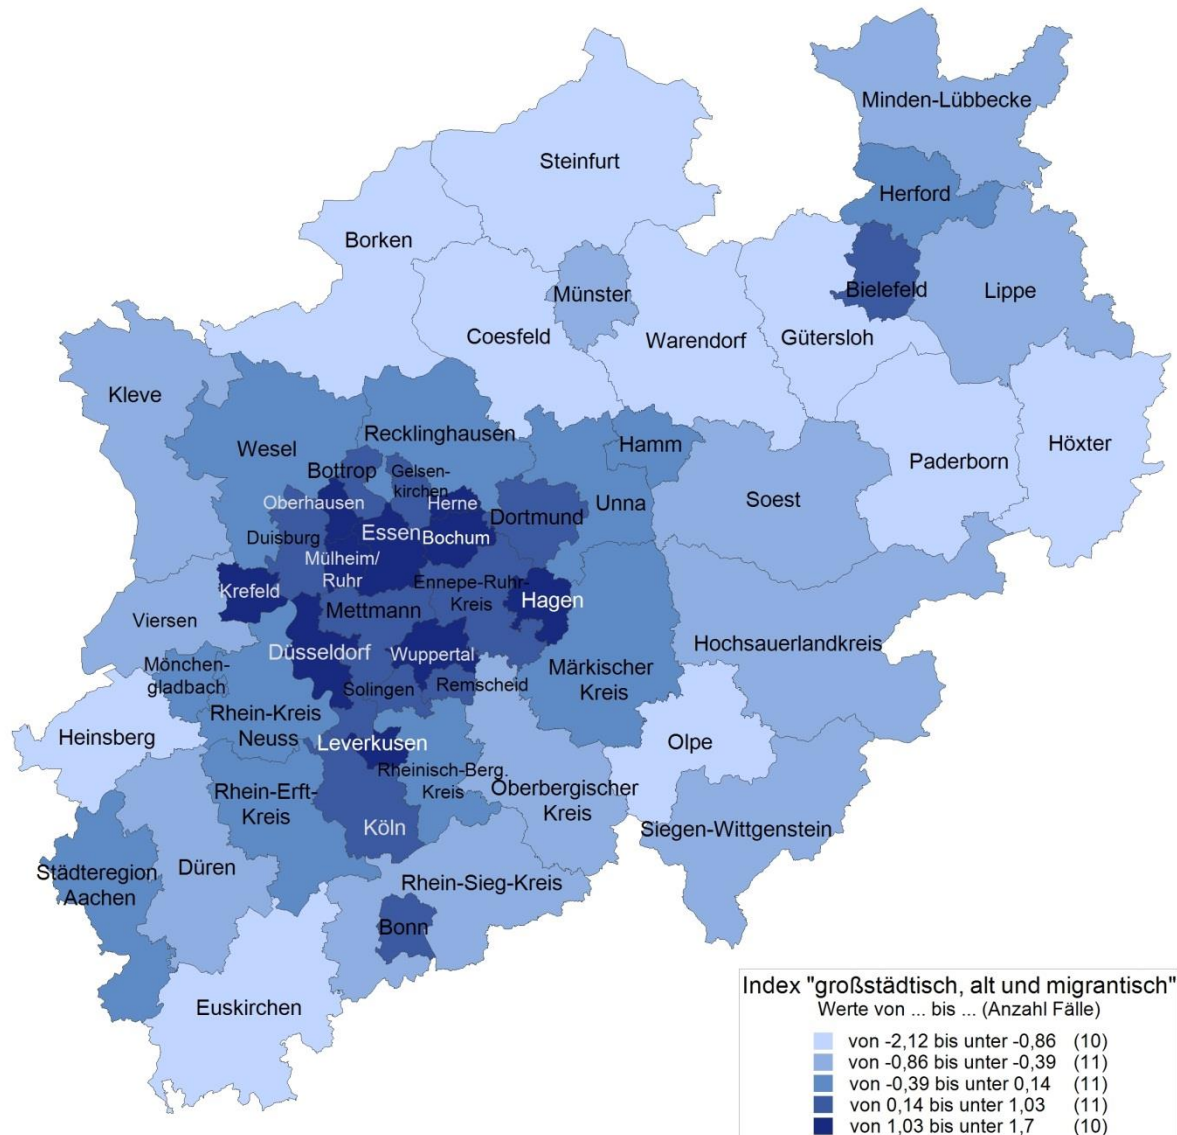 Minden-Lübbecke
Steinfurt
Herford
Borken
Münster
Bielefeld
Lippe
Coesfeld
Warendorf
Gütersloh
Kleve
Recklinghausen
Hamm
Wesel
Höxter
Paderborn
Bottrop
Gelsen-
kirchen
Soest
Oberhausen
Herne
Unna
Dortmund
Essen
Duisburg
Bochum
Mülheim/
Ruhr
Krefeld
Ennepe-Ruhr-
Kreis
Hagen
Mettmann
Viersen
Hochsauerlandkreis
Düsseldorf
Wuppertal
Mönchen-
gladbach
Märkischer
Kreis
Solingen
Remscheid
Rhein-Kreis
Neuss
Heinsberg
Leverkusen
Olpe
Rheinisch-Berg.
Kreis
Rhein-Erft-
Kreis
Oberbergischer
Kreis
Köln
Siegen-Wittgenstein
Düren
Städteregion
Aachen
Rhein-Sieg-Kreis
Bonn
Euskirchen
Index "großstädtisch, alt und migrantisch"
Werte von ... bis ... (Anzahl Fälle)
von -2,12 bis unter -0,86 (10)
von -0,86 bis unter -0,39 (11)
von -0,39 bis unter 0,14 (11)
von 0,14 bis unter 1,03 (11)
von 1,03 bis unter 1,7 (10)